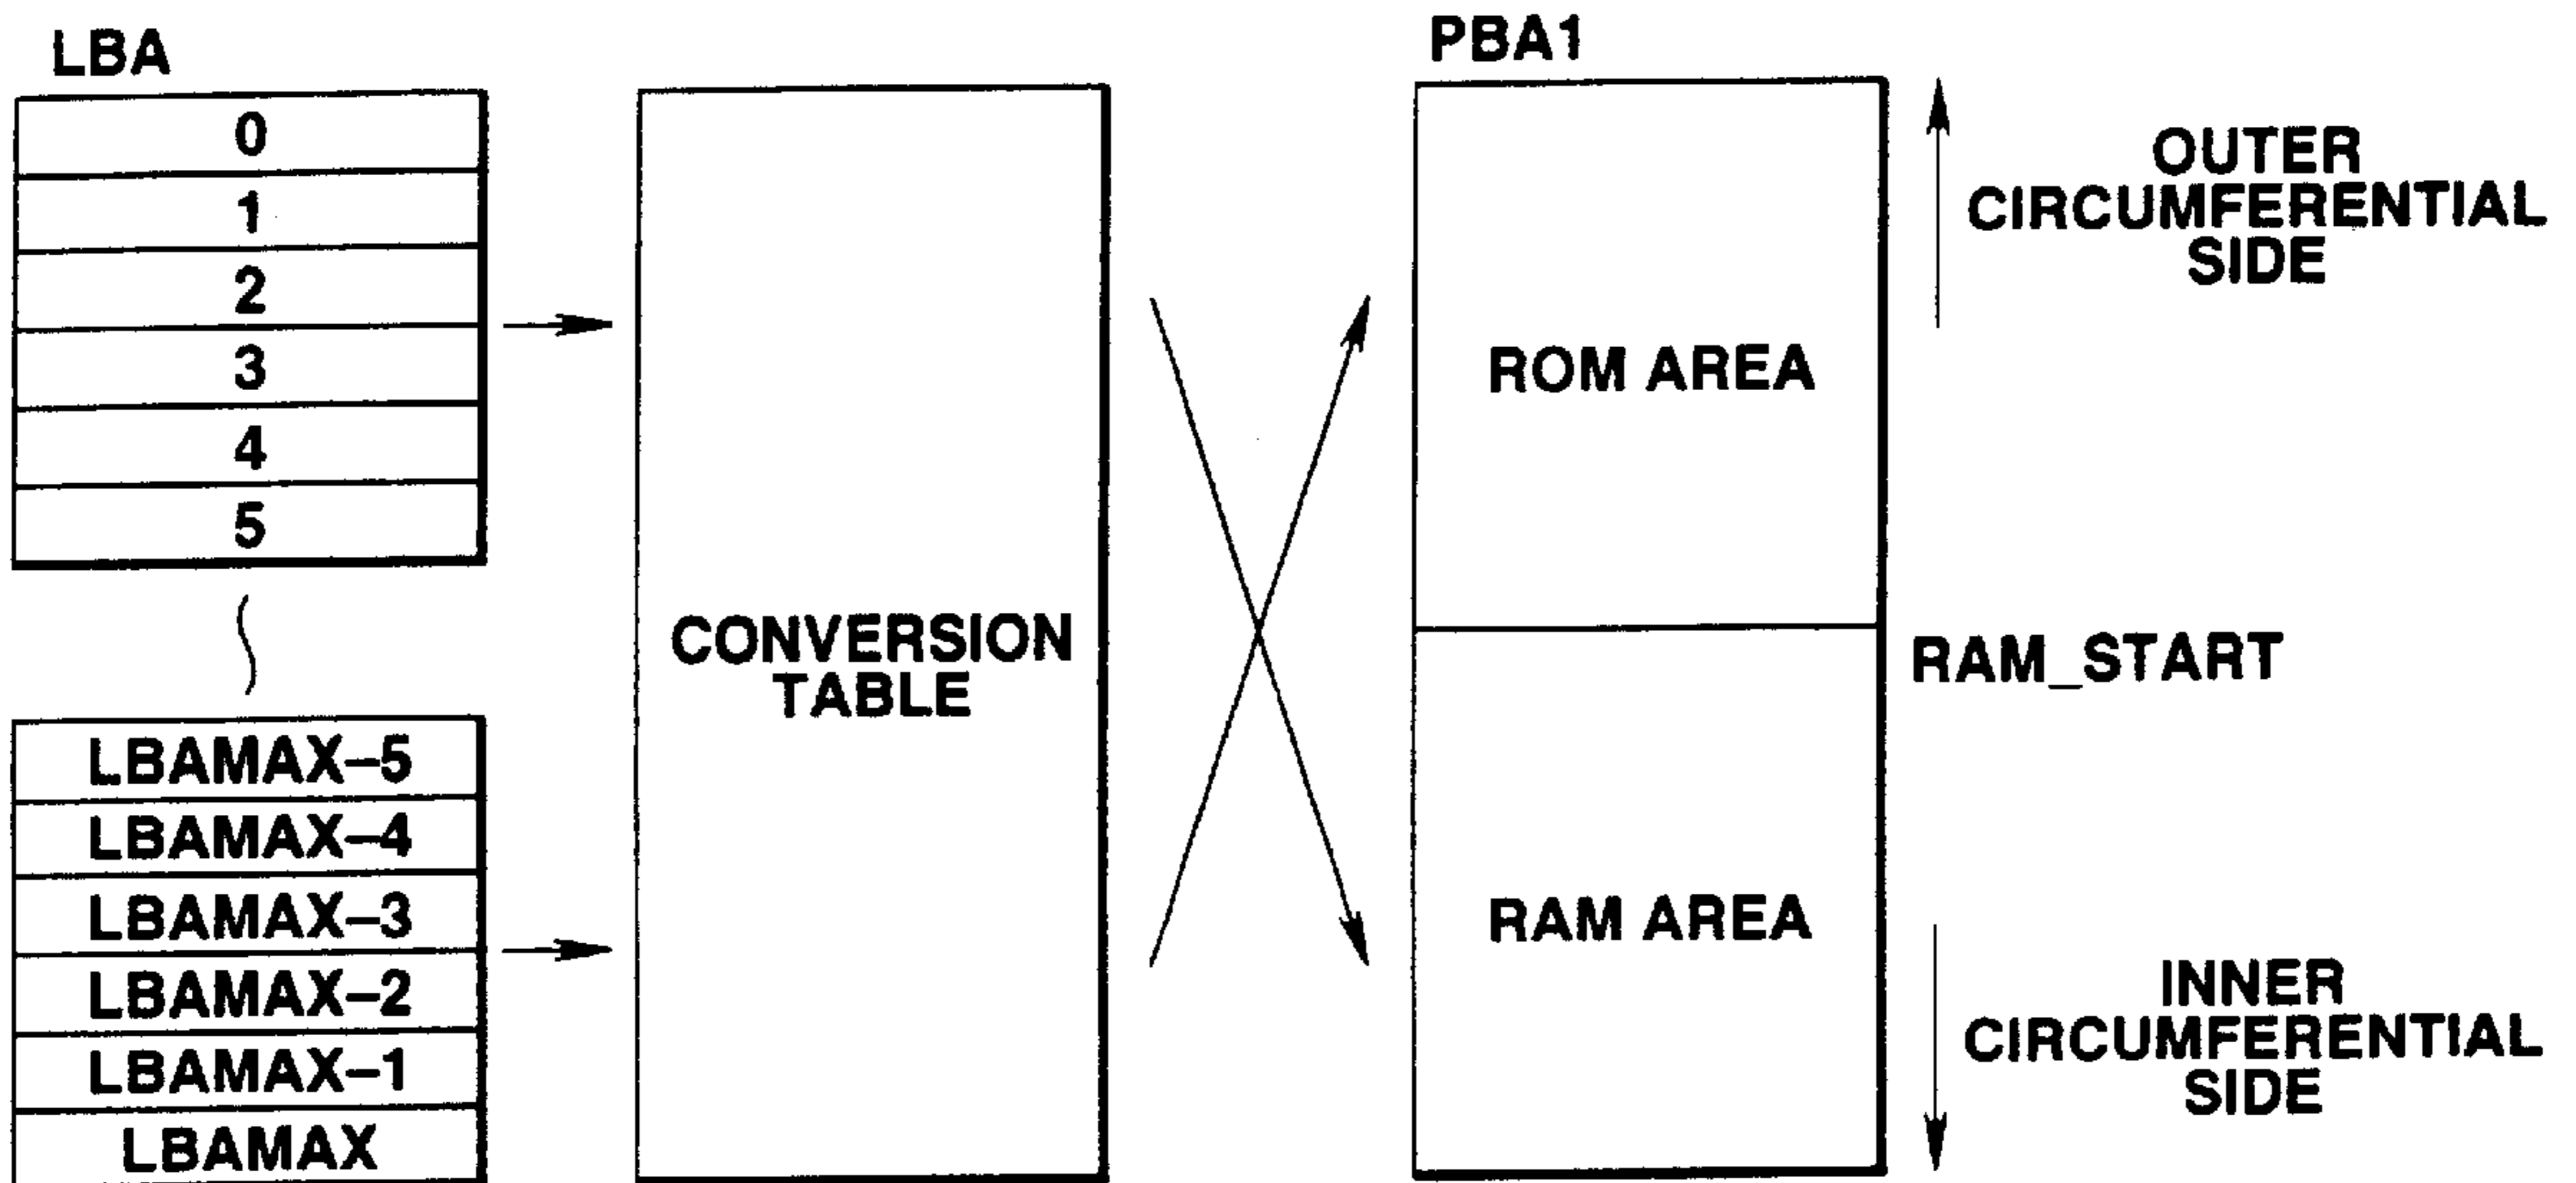 LBA
0
1
2
3
4
5
LBAMAX–5
LBAMAX–4
LBAMAX–3
LBAMAX–2
LBAMAX–1
LBAMAX
CONVERSION
TABLE
PBA1
ROM AREA
RAM AREA
OUTER
CIRCUMFERENTIAL
SIDE
RAM_START
INNER
CIRCUMFERENTIAL
SIDE